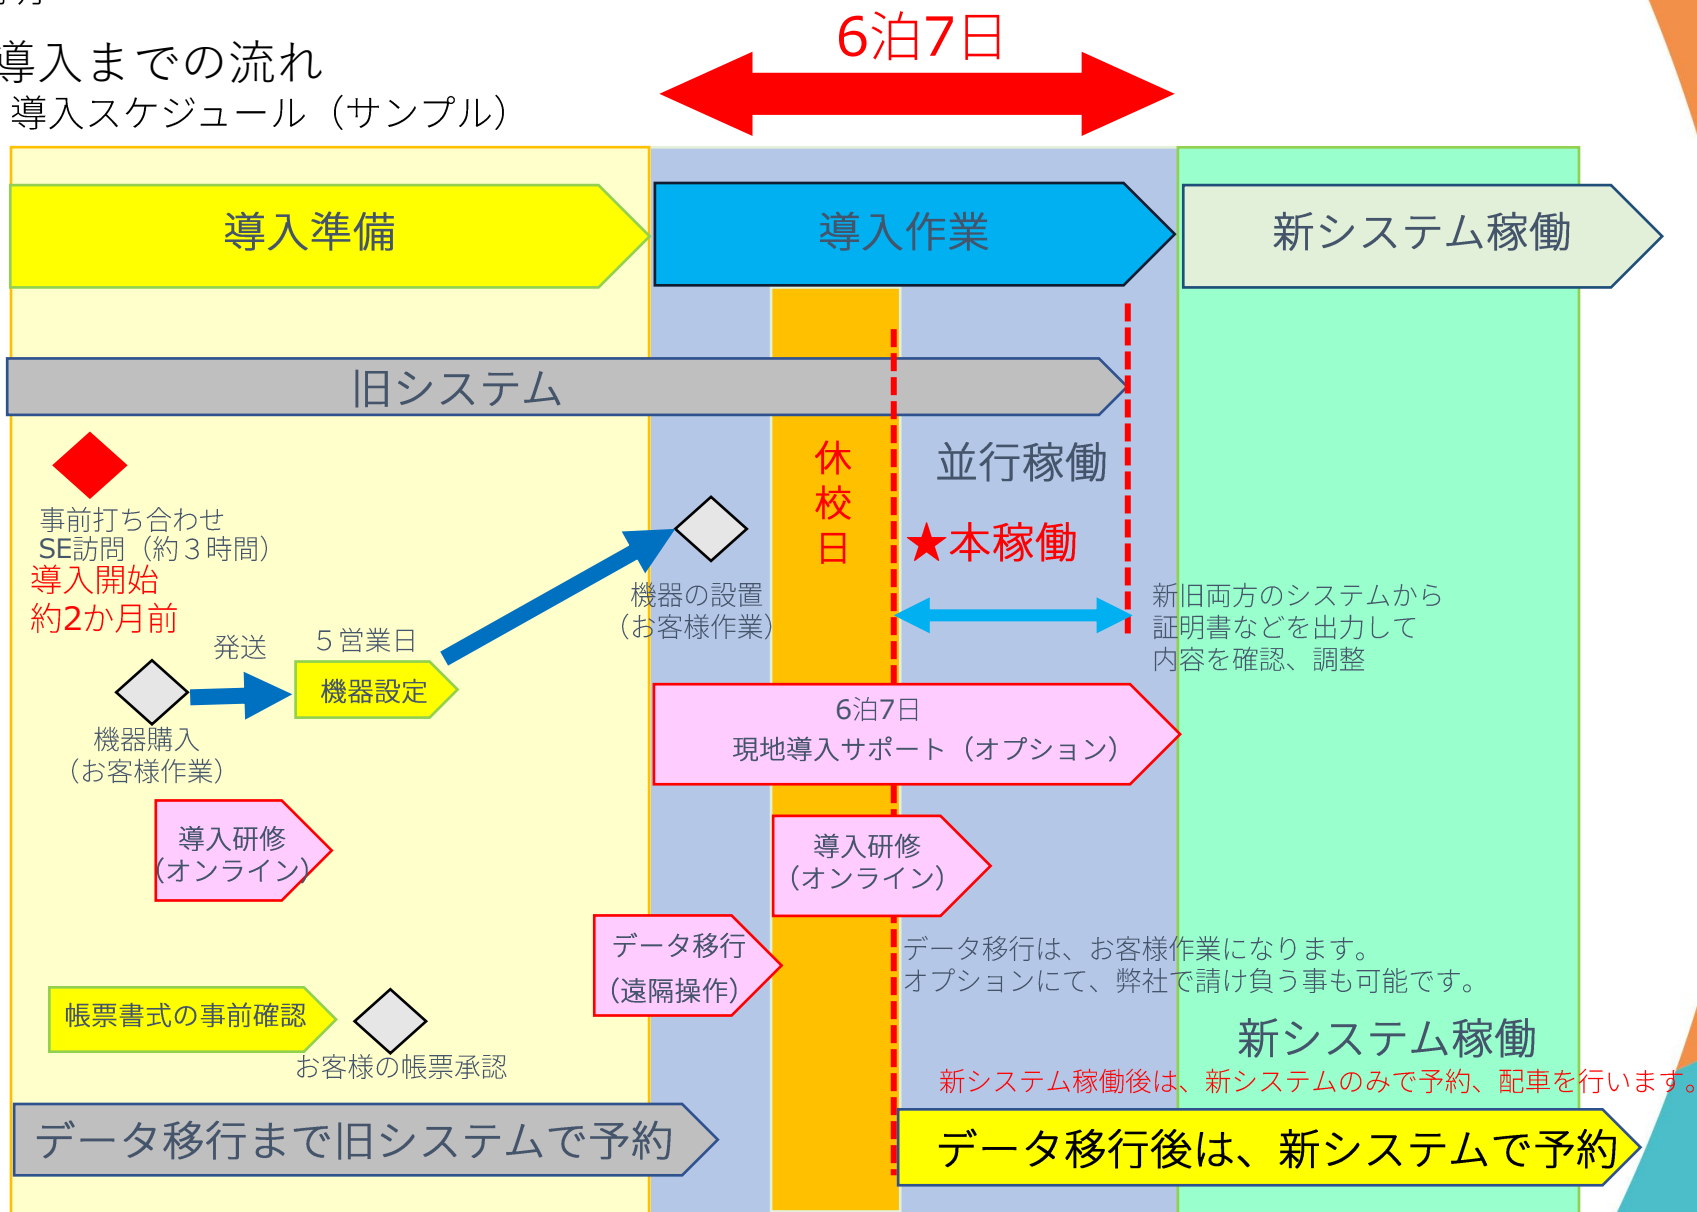 導入までの流れ
導入スケジュール（サンプル）
6泊7日
導入準備
導入作業
新システム稼働
旧システム
事前打ち合わせ
SE訪問（約３時間）
導入開始
約2か月前
休
校
日
並行稼働
★本稼働
機器の設置
（お客様作業）
新旧両方のシステムから
証明書などを出力して
内容を確認、調整
発送
５営業日
機器設定
機器購入
（お客様作業）
6泊7日
現地導入サポート（オプション）
導入研修
（オンライン）
導入研修
（オンライン）
データ移行
（遠隔操作）
データ移行は、お客様作業になります。
オプションにて、弊社で請け負う事も可能です。
帳票書式の事前確認
お客様の帳票承認
新システム稼働
新システム稼働後は、新システムのみで予約、配車を行います。
データ移行まで旧システムで予約
データ移行後は、新システムで予約